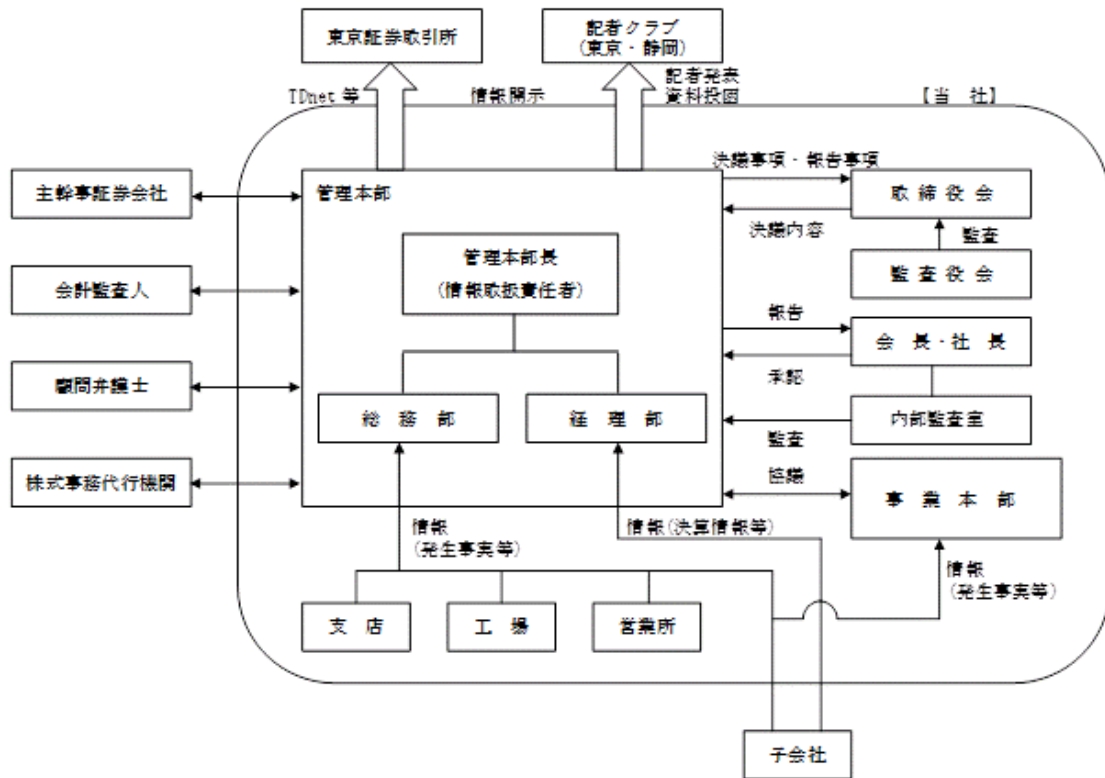 東京証券取引所
記者クラブ
(東京・静岡)
TDnet 等
情報開示
記者発表
資料投函
【当　社】
主幹事証券会社
会計監査人
顧問弁護士
株式事務代行機関
管理本部
管理本部長
(情報取扱責任者)
総　務　部
経　理　部
決議事項・報告事項
決議内容
取 締 役 会
監査
監 査 役 会
報告
承認
会　長・社　長
内部監査室
監査
協議
事　業　本　部
情報
(発生事実等)
情報(決算情報等)
情報
(発生事実等)
支　店
工　場
営業所
子会社